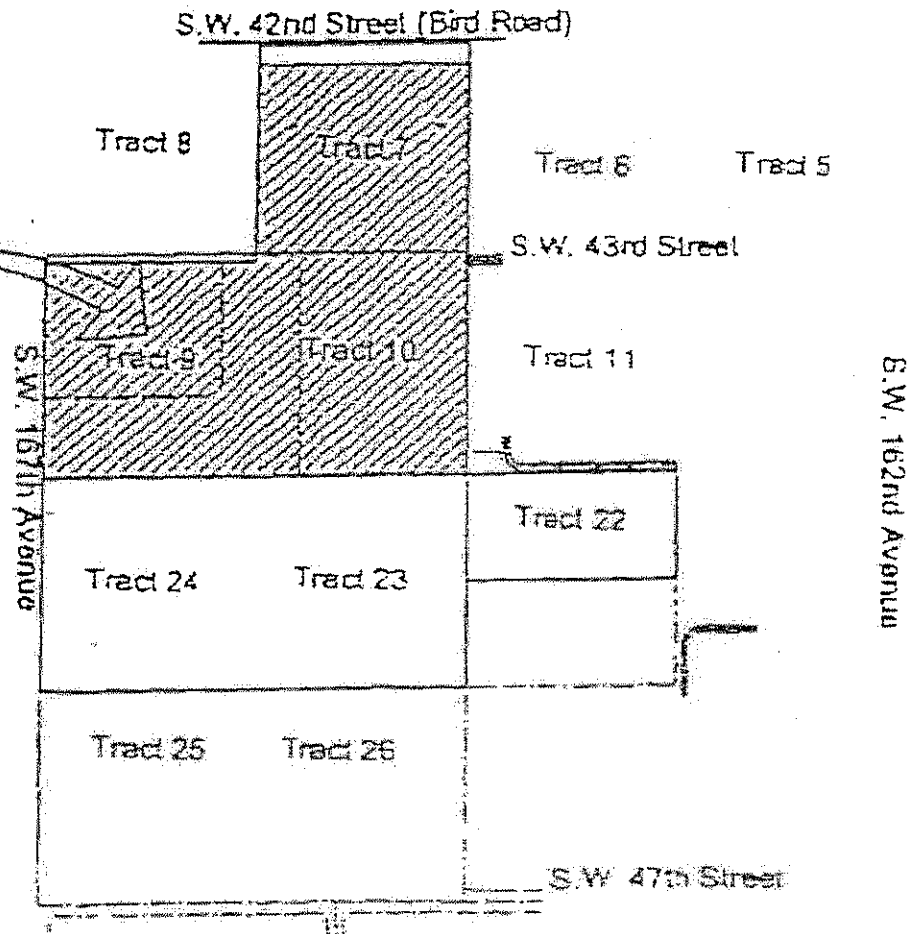 S.W. 42nd Street (Bird Road)
Tract 8
Tract 7
Tract 6
Tract 5
S.W. 43rd Street
Tract 9
Tract 10
Tract 11
S.W. 167th Avenue
S.W. 162nd Avenue
Tract 22
Tract 24
Tract 23
Tract 25
Tract 26
S.W. 47th Street